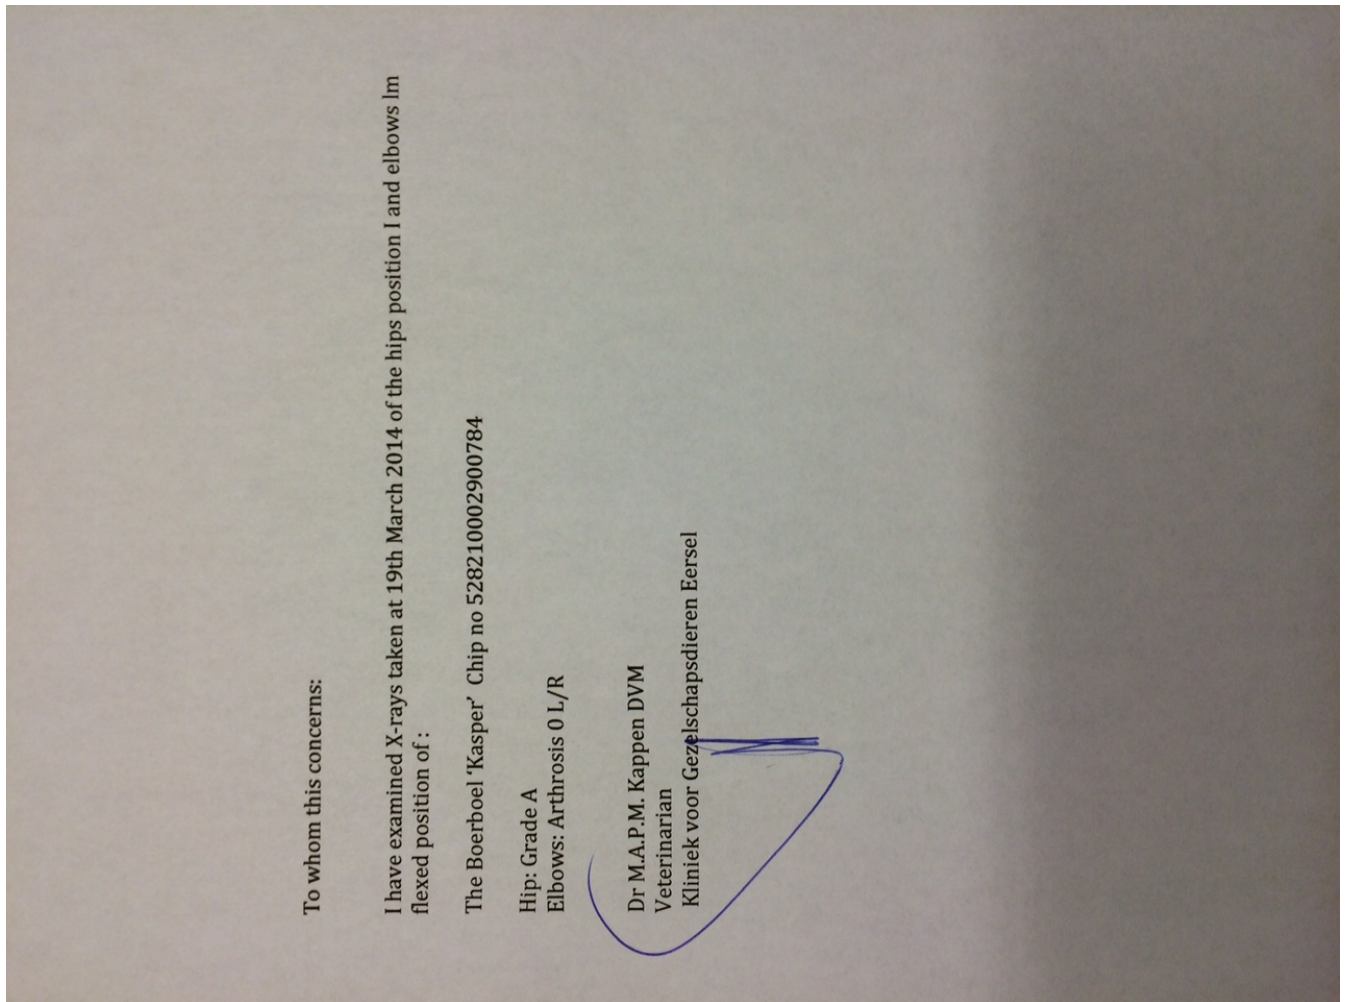 To whom this concerns:
I have examined X-rays taken at 19th March 2014 of the hips position I and elbows lm
flexed position of :
The Boerboel ‘Kasper’ Chip no 528210002900784
Hip: Grade A
Elbows: Arthrosis 0 L/R
Dr M.A.P.M. Kappen DVM
Veterinarian
Kliniek voor Gezelschapsdieren Eersel